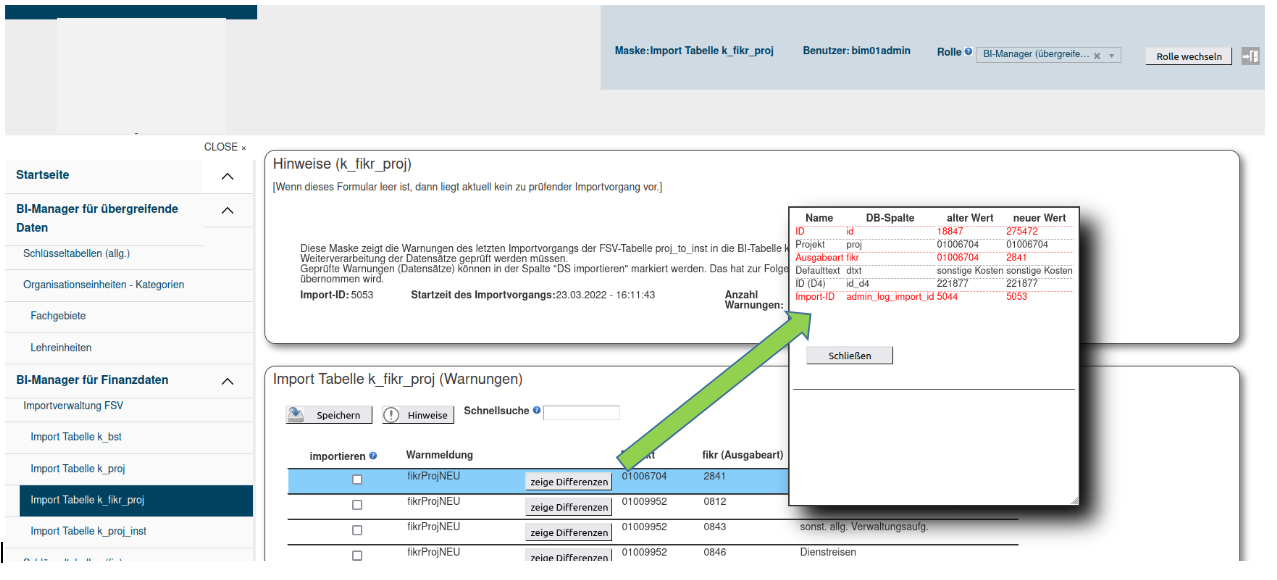 Maske:Import Tabelle k_fikr_proj Benutzer: bim01admin Rolle BI-Manager (übergreife... × Rolle wechseln
CLOSE ×
Startseite
BI-Manager für übergreifende
Daten
Schlüsseltabellen (allg.)
Organisationseinheiten - Kategorien
Fachgebiete
Lehreinheiten
BI-Manager für Finanzdaten
Importverwaltung FSV
Import Tabelle k_bst
Import Tabelle k_proj
Import Tabelle k_fikr_proj
Import Tabelle k_proj_inst
Hinweise (k_fikr_proj)
[Wenn dieses Formular leer ist, dann liegt aktuell kein zu prüfender Importvorgang vor.]
Diese Maske zeigt die Warnungen des letzten Importvorgangs der FSV-Tabelle proj_to_inst in die BI-Tabelle
Weiterverarbeitung der Datensätze geprüft werden müssen.
Geprüfte Warnungen (Datensätze) können in der Spalte "DS importieren" markiert werden. Das hat zur Folge
übernommen wird.
Import-ID: 5053 Startzeit des Importvorgangs:23.03.2022 - 16:11:43 Anzahl
Warnungen:
Name DB-Spalte alter Wert neuer Wert
ID id 18847 275472
Projekt proj 01006704 01006704
Ausgabeart fikr 01006704 2841
Defaulttext dtxt sonstige Kosten sonstige Kosten
ID (D4) id_d4 221877 221877
Import-ID admin_log_import_id 5044 5053
Schließen
Import Tabelle k_fikr_proj (Warnungen)
Speichern Hinweise Schnellsuche
importieren Warnmeldung fikr (Ausgabeart)
fikrProjNEU zeige Differenzen 01006704 2841
fikrProjNEU zeige Differenzen 01009952 0812
fikrProjNEU zeige Differenzen 01009952 0843 sonst. allg. Verwaltungsaufg.
fikrProjNEU zeige Differenzen 01009952 0846 Dienstreisen